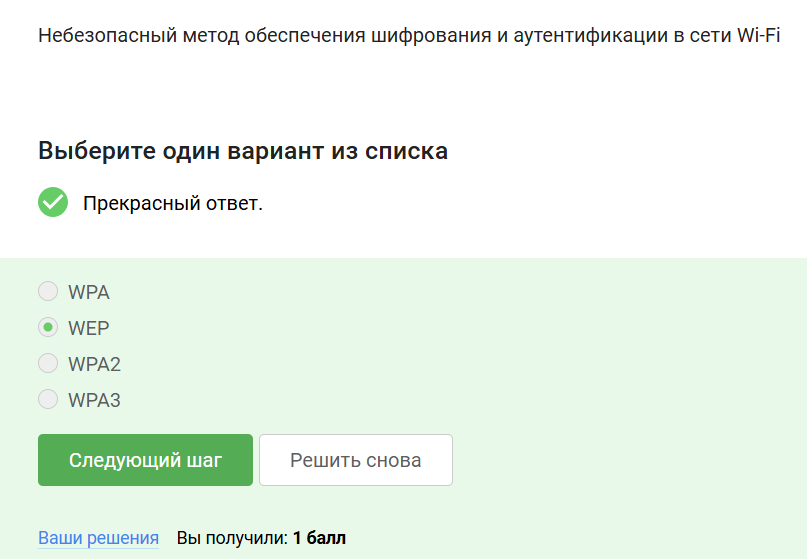 Небезопасный метод обеспечения шифрования и аутентификации в сети Wi-Fi
Выберите один вариант из списка
Прекрасный ответ.
WPA
WEP
WPA2
WPA3
Следующий шаг
Решить снова
Ваши решения Вы получили: 1 балл